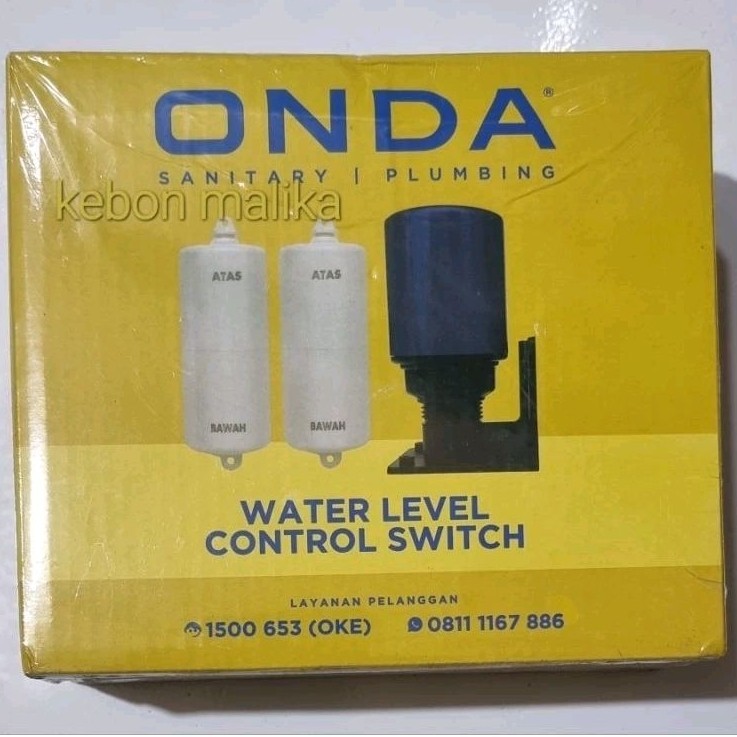 ONDA®
SANITARY | PLUMBING
kebon malika
ATAS
ATAS
BAWAH
BAWAH
WATER LEVEL
CONTROL SWITCH
LAYANAN PELANGGAN
1500 653 (OKE) 0811 1167 886